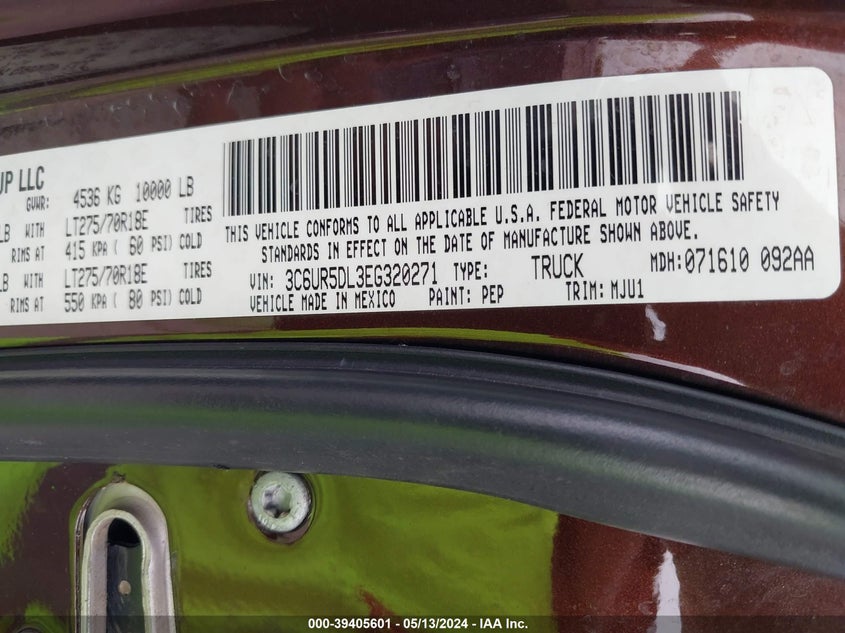 UP LLC
GVWR: 4536 KG 10000 LB
LB WITH LT275/70R18E TIRES
RIMS AT 415 KPA ( 60 PSI) COLD
LB WITH LT275/70R18E TIRES
RIMS AT 550 KPA ( 80 PSI) COLD
THIS VEHICLE CONFORMS TO ALL APPLICABLE U.S.A. FEDERAL MOTOR VEHICLE SAFETY
STANDARDS IN EFFECT ON THE DATE OF MANUFACTURE SHOWN ABOVE.
VIN: 3C6UR5DL3EG320271 TYPE: TRUCK MDH:071610 092AA
VEHICLE MADE IN MEXICO PAINT: PEP TRIM: MJU1
000-39405601 - 05/13/2024 - IAA Inc.